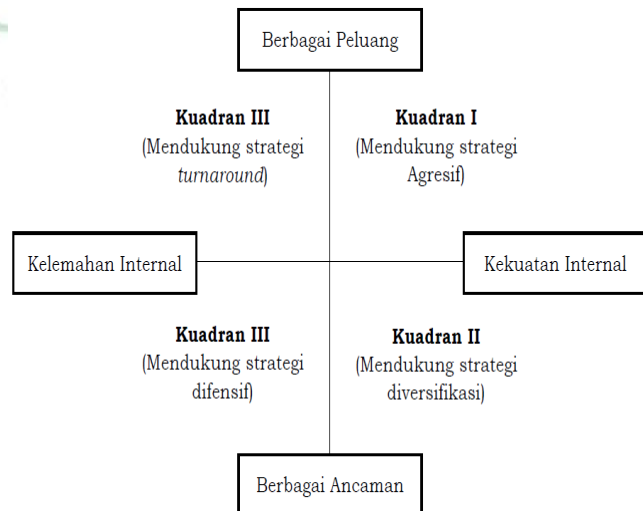 Berbagai Peluang
Kuadran III
(Mendukung strategi
turnaround)
Kuadran I
(Mendukung strategi
Agresif)
Kelemahan Internal
Kekuatan Internal
Kuadran III
(Mendukung strategi
difensif)
Kuadran II
(Mendukung strategi
diversifikasi)
Berbagai Ancaman